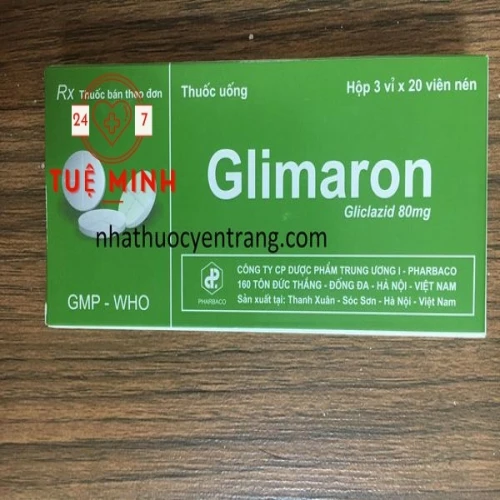 Rx Thuốc bán theo đơn
Thuốc uống
Hộp 3 vỉ x 20 viên nén
24 7
TUỆ MINH
Glimaron
Gliclazid 80mg
nhathuocyentrang.com
GMP - WHO
PHARBACO
CÔNG TY CP DƯỢC PHẨM TRUNG ƯƠNG I - PHARBACO
160 TÔN ĐỨC THẮNG - ĐỐNG ĐA - HÀ NỘI - VIỆT NAM
Sản xuất tại: Thanh Xuân - Sóc Sơn - Hà Nội - Việt Nam